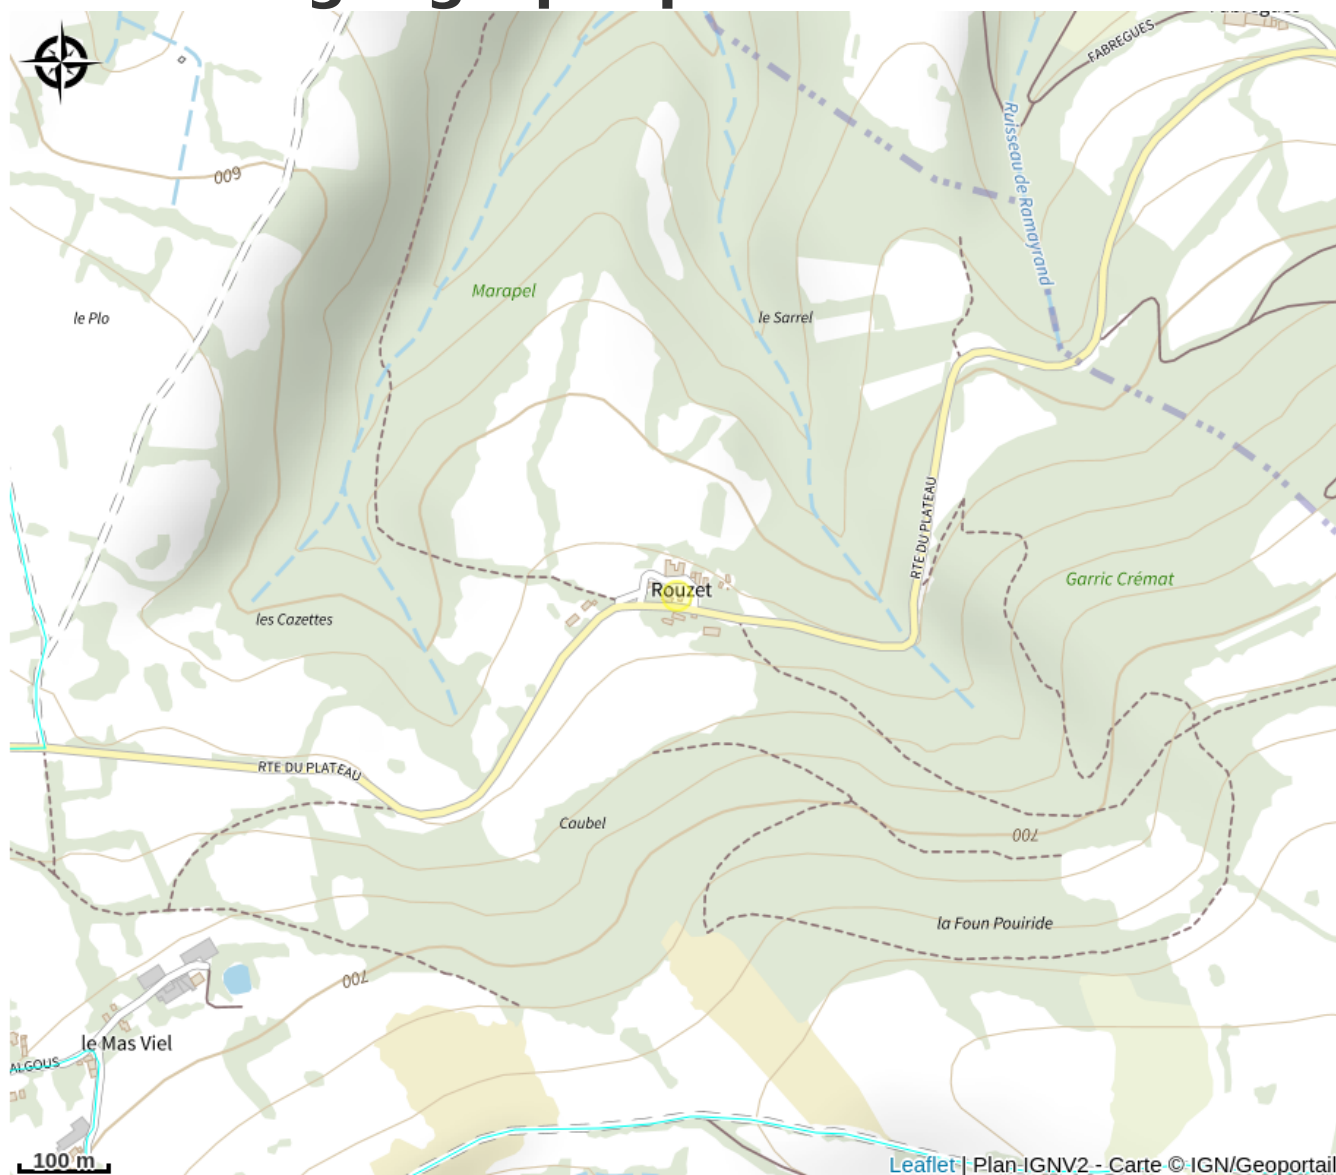 FABREGUES
Ruisseau de Ramayrand
600
Marapel
le Plo
le Sarrel
RTE DU PLATEAU
Garric Crémat
Rouzet
les Cazettes
RTE DU PLATEAU
Caubel
700
la Foun Pouiride
700
le Mas Viel
ALGOUS
100 m
Leaflet | Plan IGNV2 - Carte © IGN/Geoportail